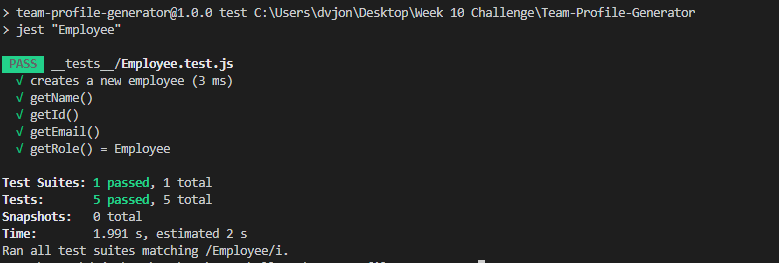 > team-profile-generator@1.0.0 test C:\Users\dvjon\Desktop\Week 10 Challenge\Team-Profile-Generator
> jest "Employee"
PASS __tests__/Employee.test.js
√ creates a new employee (3 ms)
√ getName()
√ getId()
√ getEmail()
√ getRole() = Employee
Test Suites: 1 passed, 1 total
Tests: 5 passed, 5 total
Snapshots: 0 total
Time: 1.991 s, estimated 2 s
Ran all test suites matching /Employee/i.